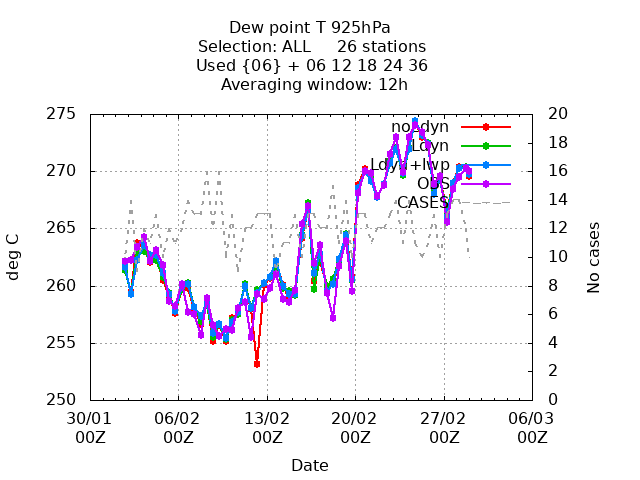 Dew point T 925hPa
Selection: ALL     26 stations
Used {06} + 06 12 18 24 36
Averaging window: 12h
275
270
265
260
255
250
deg C
20
18
16
14
12
10
8
6
4
2
0
No cases
no_dyn
Ldyn
Ldyn+lwp
OBS
CASES
30/01 06/02 13/02 20/02 27/02 06/03
00Z 00Z 00Z 00Z 00Z 00Z
Date